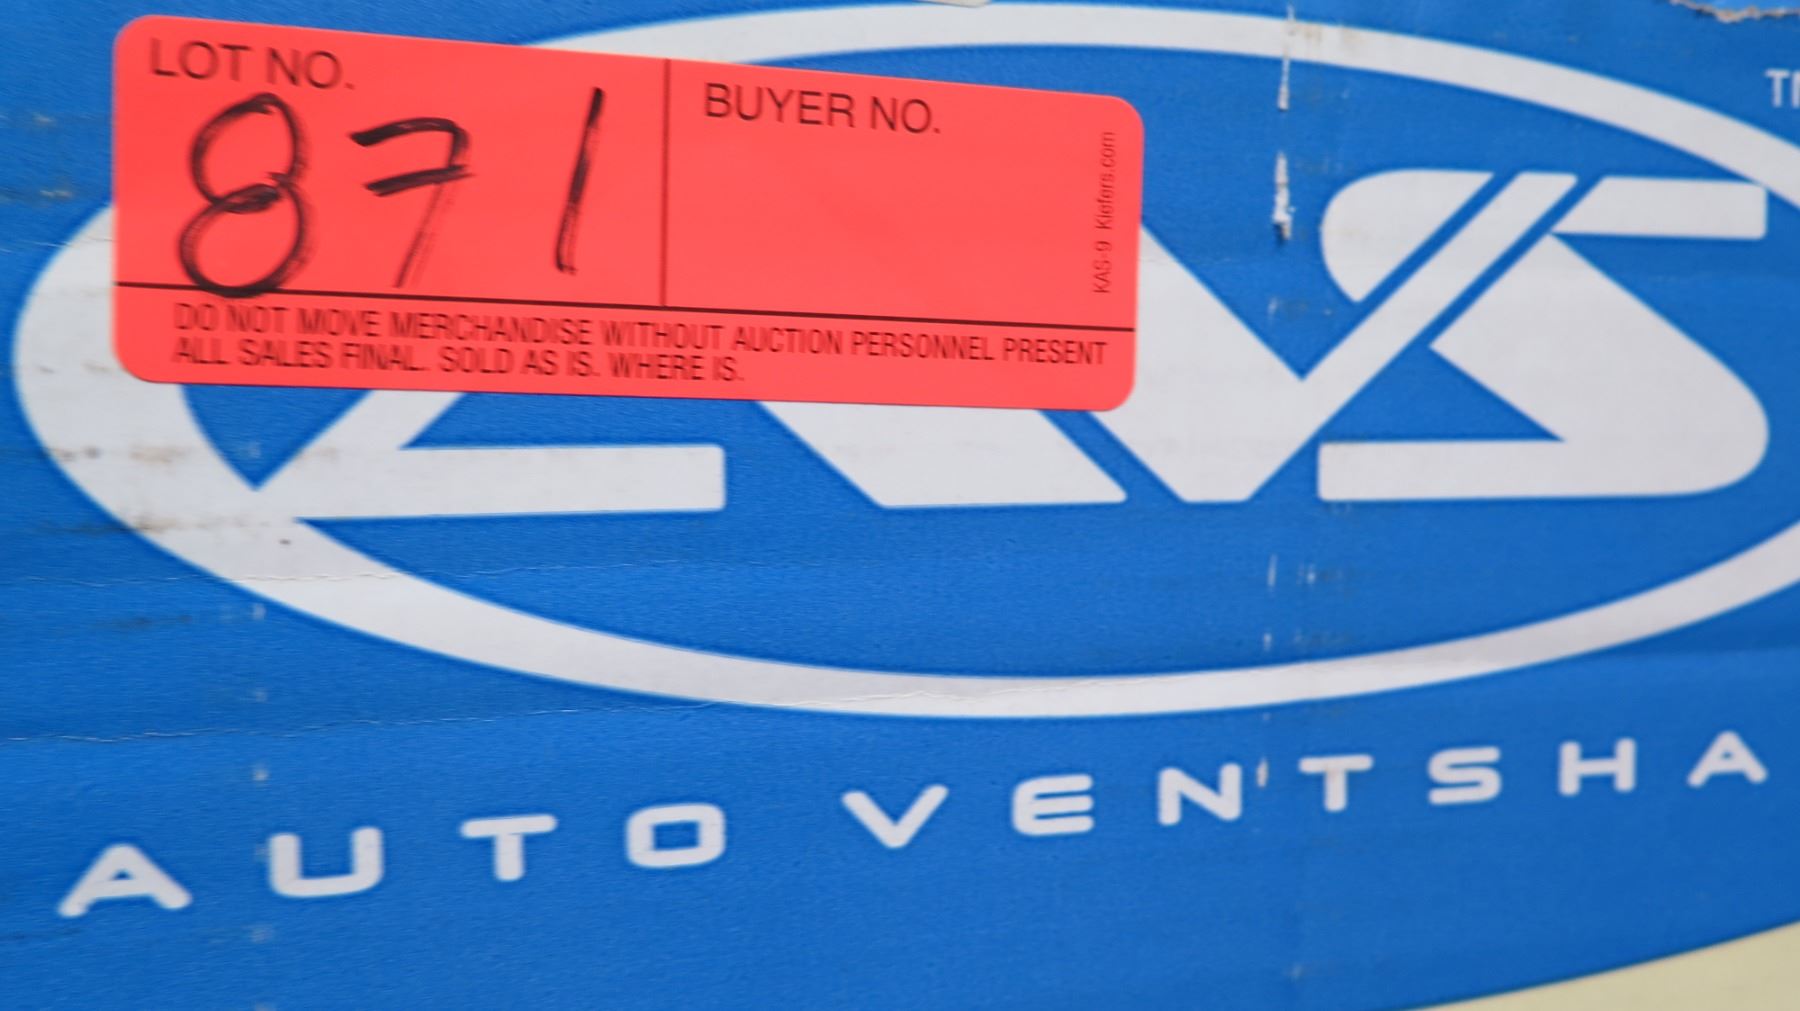 LOT NO.
871
BUYER NO.
KAS-9 Kiefers.com
DO NOT MOVE MERCHANDISE WITHOUT AUCTION PERSONNEL PRESENT
ALL SALES FINAL. SOLD AS IS. WHERE IS.
AVS
AUTO VENTSHA